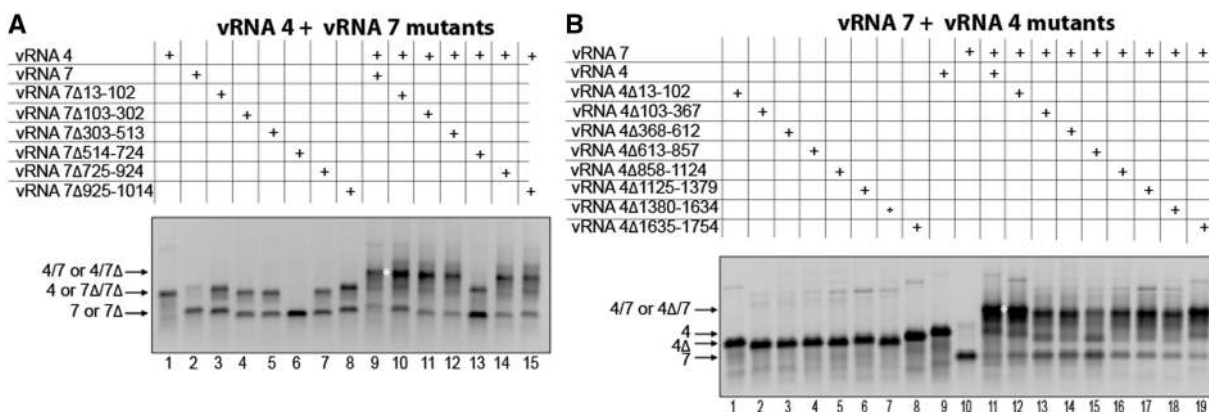 A
vRNA 4 + vRNA 7 mutants
vRNA 4 + + + + + + + +
vRNA 7 + +
vRNA 7Δ13-102 + +
vRNA 7Δ103-302 + +
vRNA 7Δ303-513 + +
vRNA 7Δ514-724 + +
vRNA 7Δ725-924 + +
vRNA 7Δ925-1014 + +
4/7 or 4/7Δ
4 or 7Δ/7Δ
7 or 7Δ
1 2 3 4 5 6 7 8 9 10 11 12 13 14 15
B
vRNA 7 + vRNA 4 mutants
vRNA 7 + + + + + + + + + +
vRNA 4 + +
vRNA 4Δ13-102 + +
vRNA 4Δ103-367 + +
vRNA 4Δ368-612 + +
vRNA 4Δ613-857 + +
vRNA 4Δ858-1124 + +
vRNA 4Δ1125-1379 + +
vRNA 4Δ1380-1634 + +
vRNA 4Δ1635-1754 + +
4/7 or 4Δ/7
4
4Δ
7
1 2 3 4 5 6 7 8 9 10 11 12 13 14 15 16 17 18 19